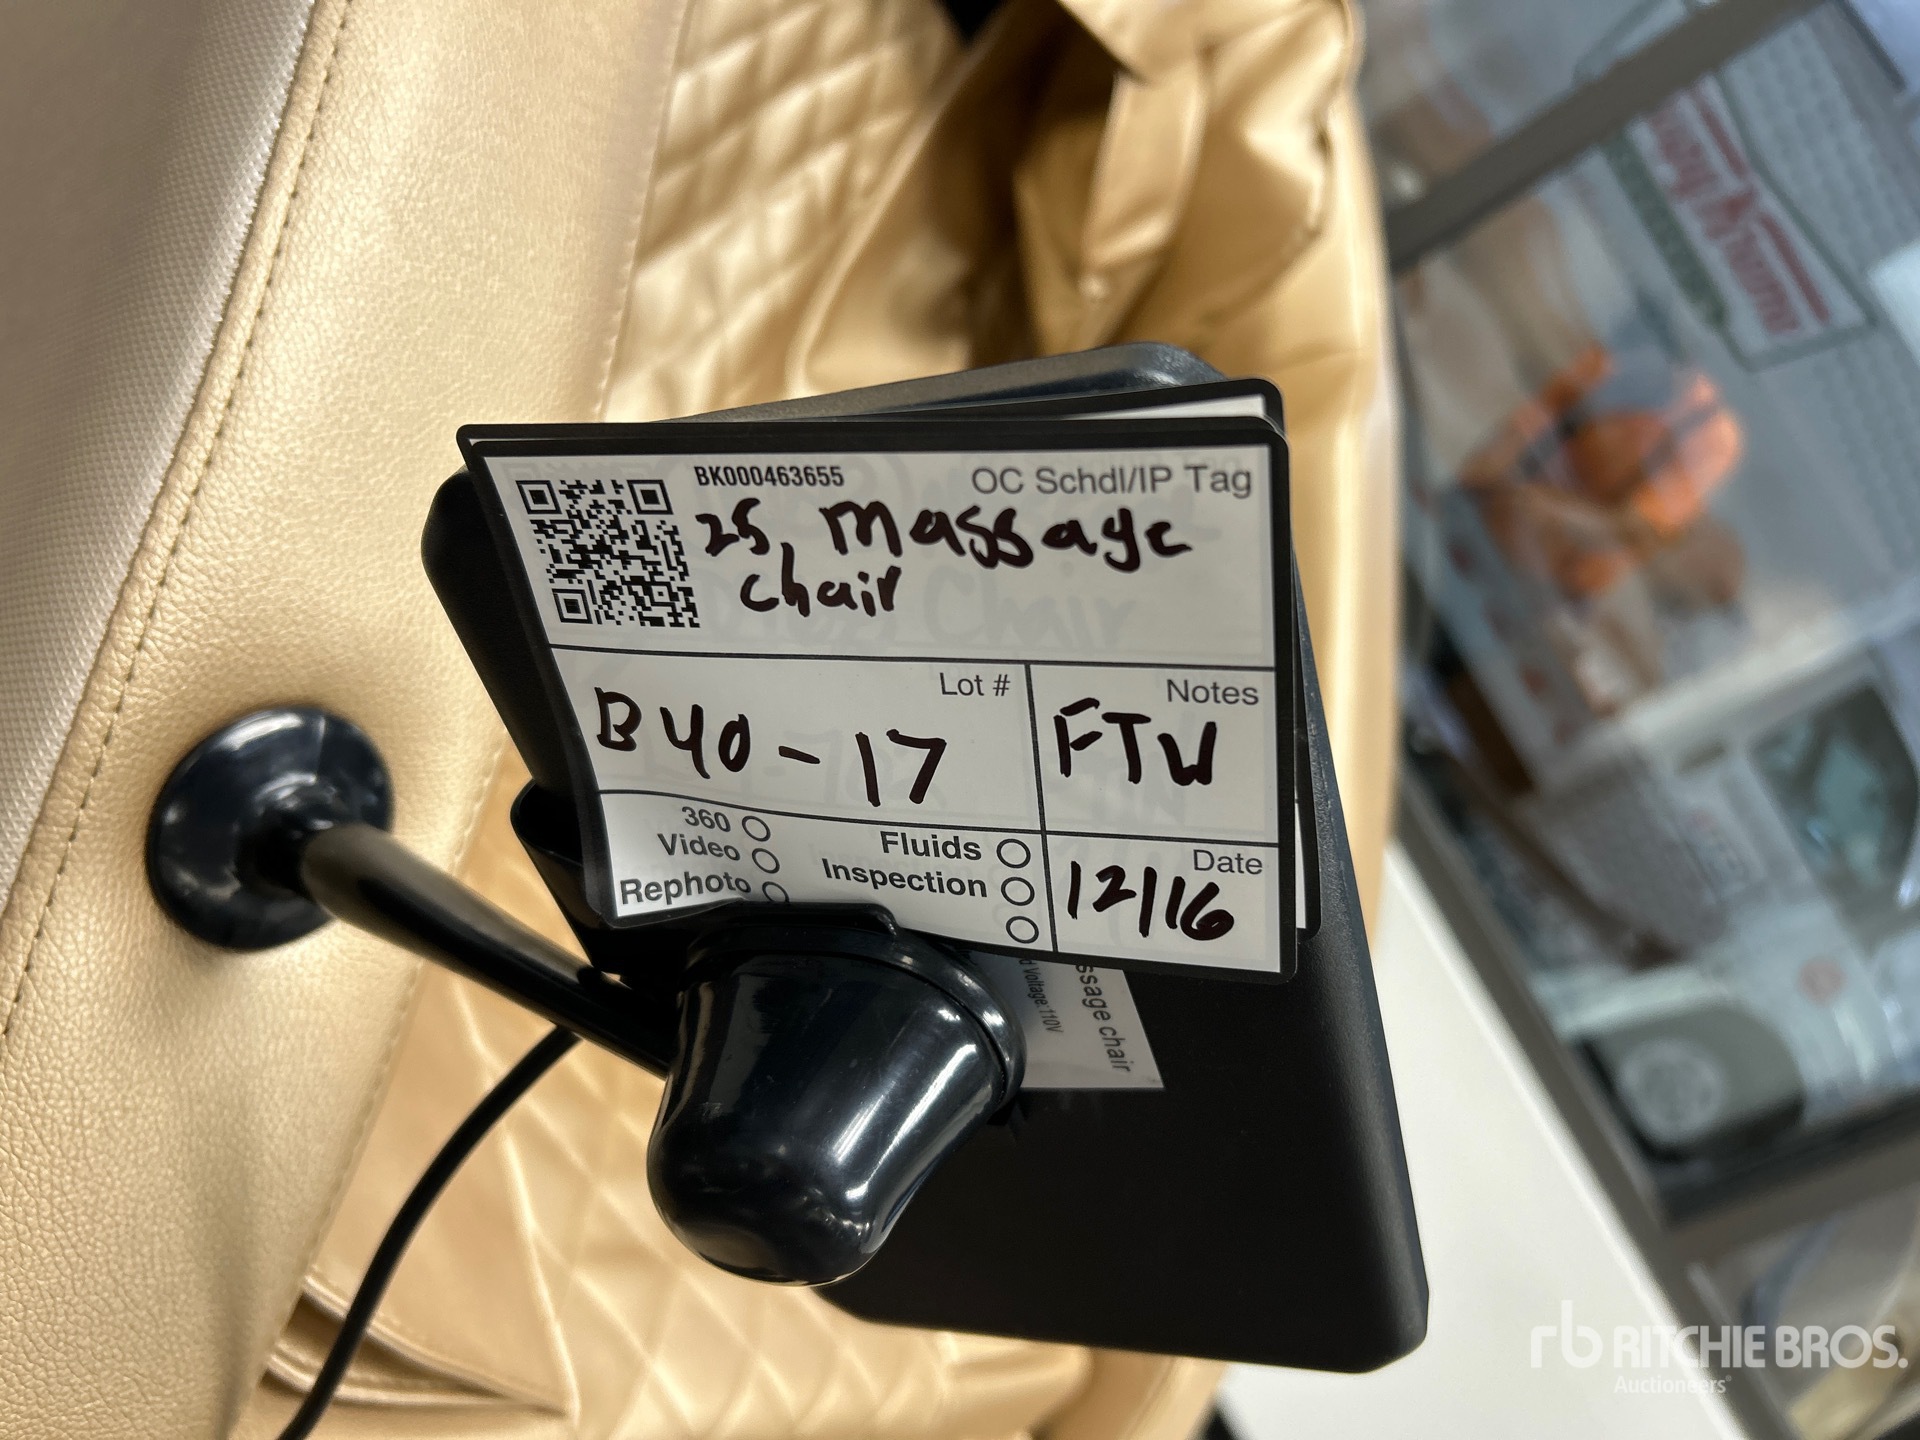 BK000463655
OC Schdl/IP Tag
25, Massage
chair
Lot #
B40-17
Notes
FTW
360
Video
Rephoto
Fluids
Inspection
Date
12/16
ssage chair
d Voltage:110V
rb RITCHIE BROS.
Auctioneers